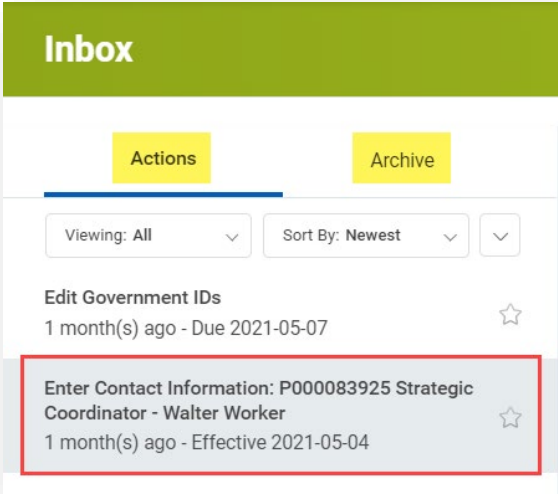 Inbox
Actions Archive
Viewing: All Sort By: Newest
Edit Government IDs
1 month(s) ago - Due 2021-05-07
Enter Contact Information: P000083925 Strategic
Coordinator - Walter Worker
1 month(s) ago - Effective 2021-05-04